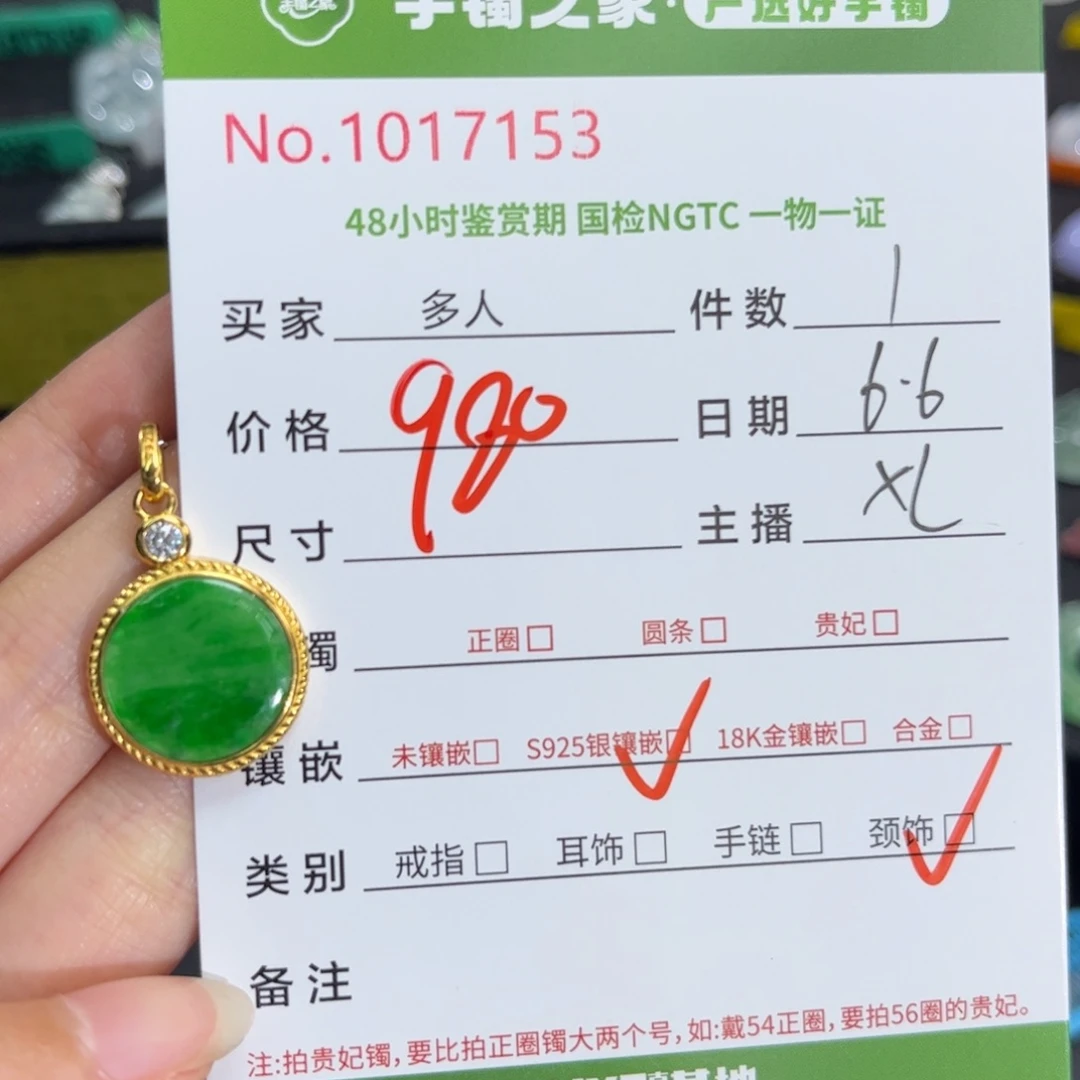 手镯之家·严选好手镯
No.1017153
48小时鉴赏期 国检NGTC 一物一证
买家 多人 件数 1
价格 980 日期 6.6
尺寸 主播 XL
镯 正圈□ 圆条□ 贵妃□
镶嵌 未镶嵌□ S925银镶嵌☑ 18K金镶嵌□ 合金□
类别 戒指□ 耳饰□ 手链□ 颈饰☑
备注
注:拍贵妃镯,要比拍正圈镯大两个号,如:戴54正圈,要拍56圈的贵妃。